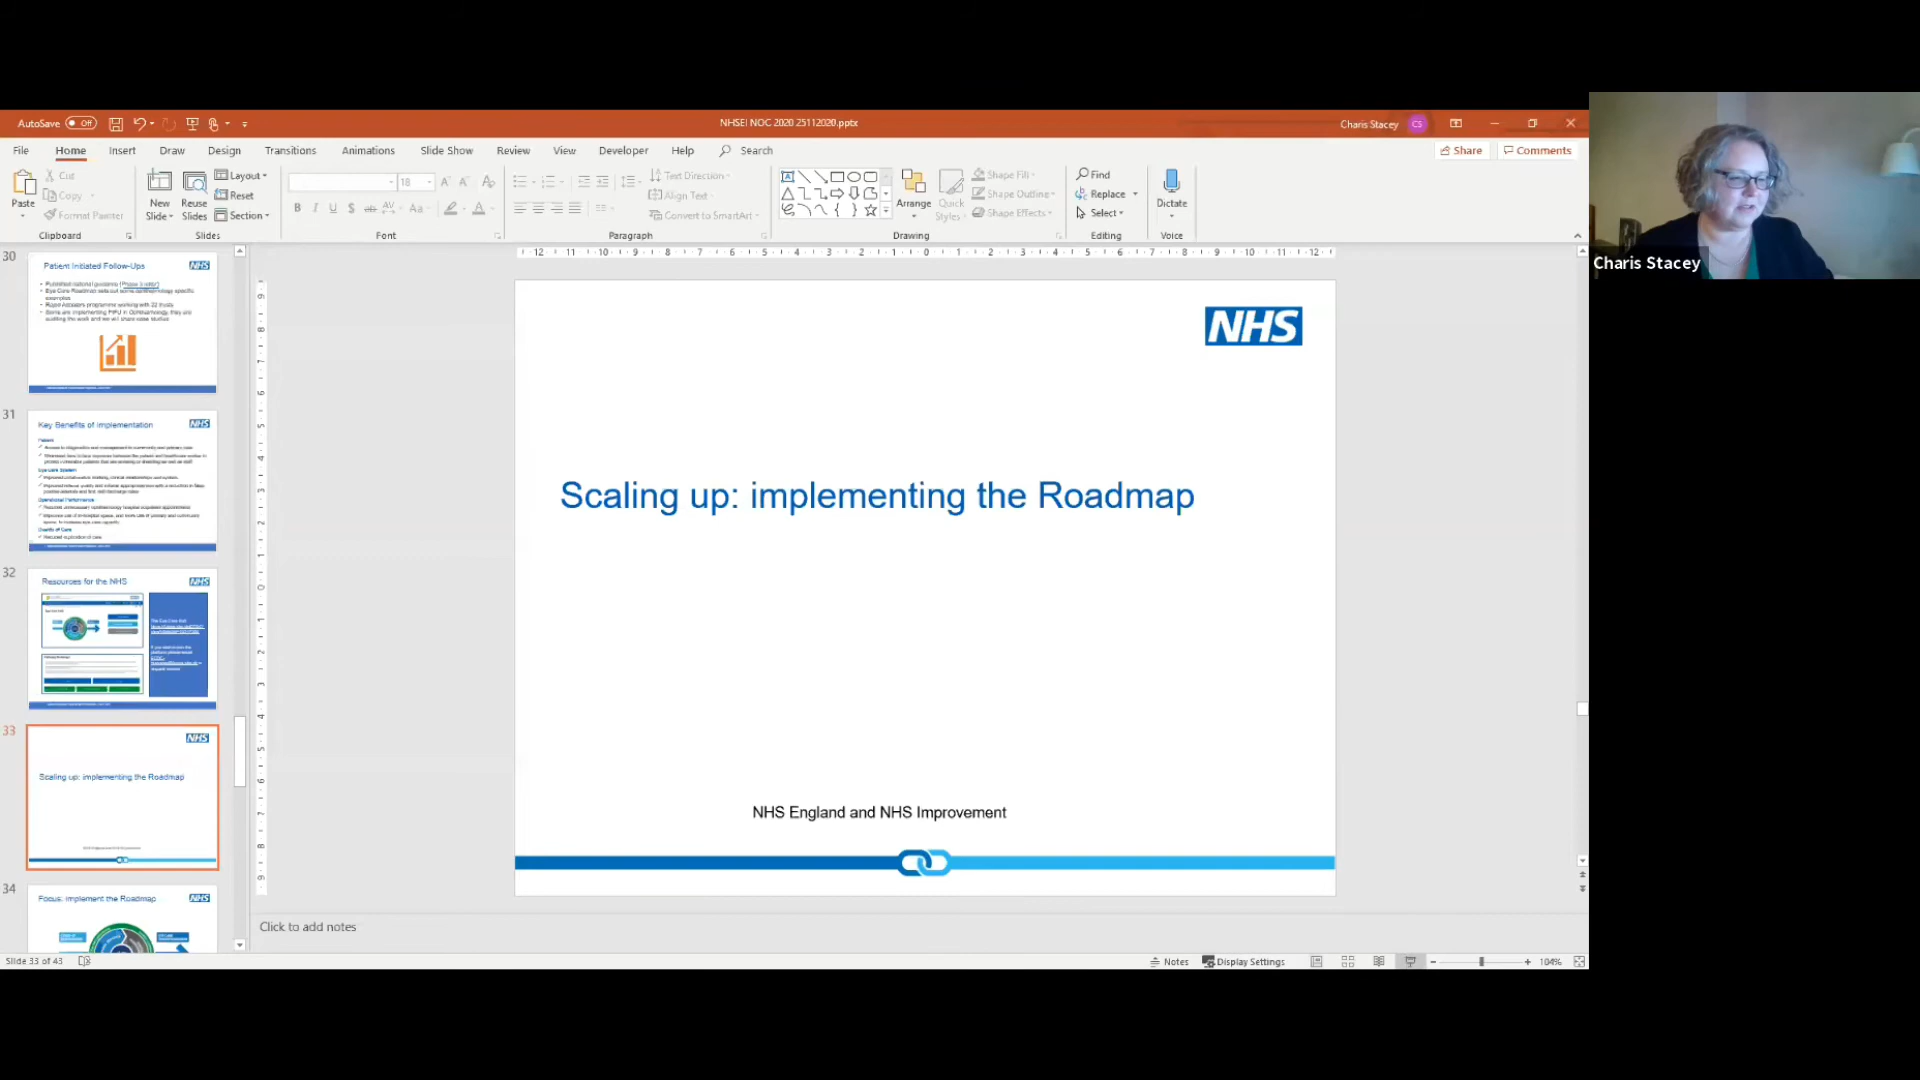 AutoSave Off
NHSEI NOC 2020 25112020.pptx
Charis Stacey CS
File Home Insert Draw Design Transitions Animations Slide Show Review View Developer Help Search
Share Comments
Paste
Cut
Copy
Format Painter
Clipboard
New
Slide
Reuse
Slides
Layout
Reset
Section
Slides
18
Font
Text Direction
Align Text
Convert to SmartArt
Paragraph
Arrange
Quick
Styles
Shape Fill
Shape Outline
Shape Effects
Drawing
Find
Replace
Select
Editing
Dictate
Voice
Charis Stacey
30
Patient Initiated Follow-Ups
NHS
31
Key Benefits of Implementation
NHS
32
Resources for the NHS
NHS
33
NHS
Scaling up: implementing the Roadmap
34
Focus: implement the Roadmap
NHS
NHS
Scaling up: implementing the Roadmap
NHS England and NHS Improvement
Click to add notes
Slide 33 of 43
Notes
Display Settings
104%